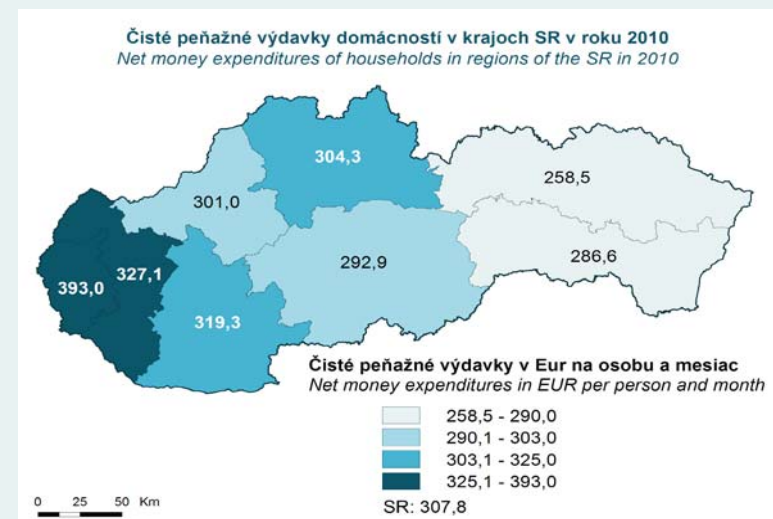 Čisté peňažné výdavky domácností v krajoch SR v roku 2010
Net money expenditures of households in regions of the SR in 2010
304,3
258,5
301,0
327,1
393,0
292,9
286,6
319,3
Čisté peňažné výdavky v Eur na osobu a mesiac
Net money expenditures in EUR per person and month
258,5 - 290,0
290,1 - 303,0
303,1 - 325,0
325,1 - 393,0
SR: 307,8
0 25 50 Km